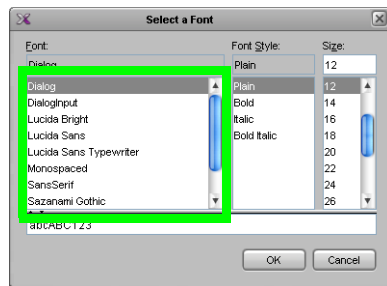 Select a Font
Font: Font Style: Size:
Dialog Plain 12
Dialog Plain 12
DialogInput Bold 14
Lucida Bright Italic 16
Lucida Sans Bold Italic 18
Lucida Sans Typewriter 20
Monospaced 22
SansSerif 24
Sazanami Gothic 26
abcABC123
OK Cancel